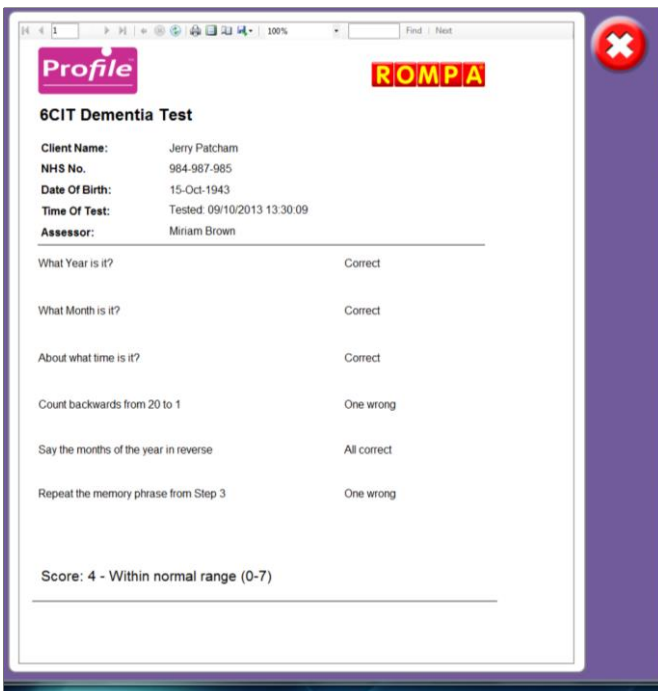 1
100%
Find | Next
Profile
ROMPA
6CIT Dementia Test
Client Name: Jerry Patcham
NHS No. 984-987-985
Date Of Birth: 15-Oct-1943
Time Of Test: Tested: 09/10/2013 13:30:09
Assessor: Miriam Brown
What Year is it? Correct
What Month is it? Correct
About what time is it? Correct
Count backwards from 20 to 1 One wrong
Say the months of the year in reverse All correct
Repeat the memory phrase from Step 3 One wrong
Score: 4 - Within normal range (0-7)